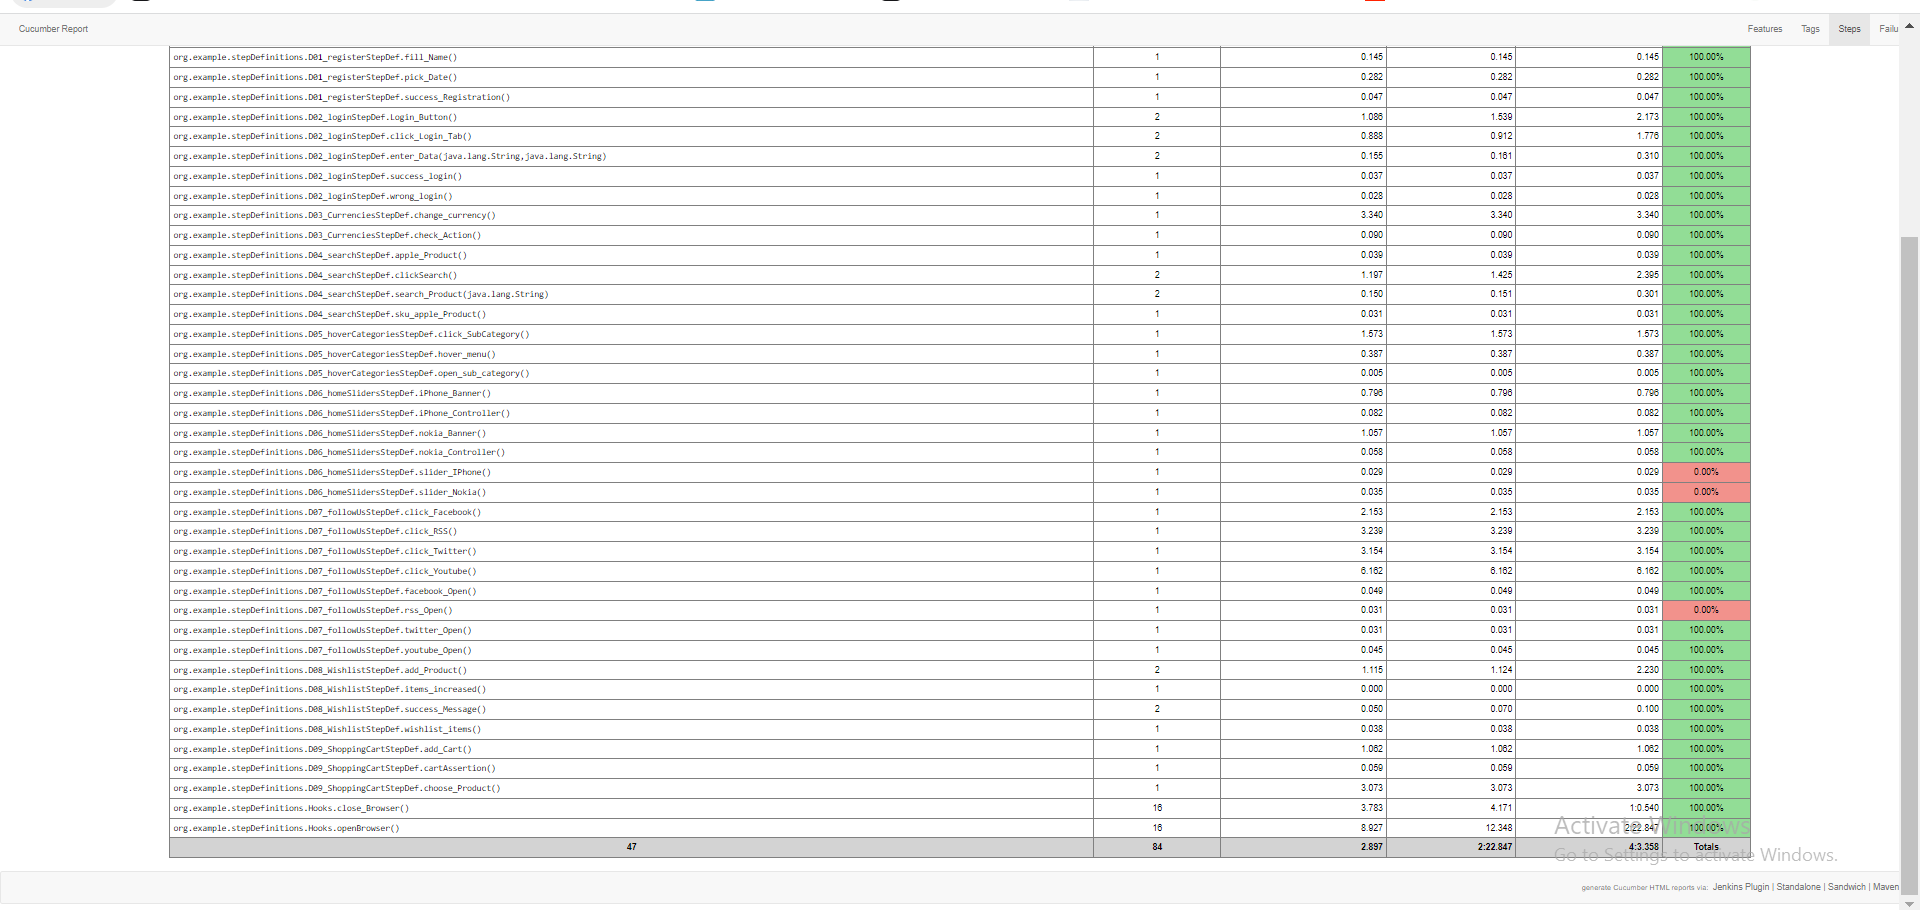 Cucumber Report Features Tags Steps Failu
org.example.stepDefinitions.D01_registerStepDef.fill_Name() 1 0.145 0.145 0.145 100.00%
org.example.stepDefinitions.D01_registerStepDef.pick_Date() 1 0.282 0.282 0.282 100.00%
org.example.stepDefinitions.D01_registerStepDef.success_Registration() 1 0.047 0.047 0.047 100.00%
org.example.stepDefinitions.D02_loginStepDef.Login_Button() 2 1.086 1.539 2.173 100.00%
org.example.stepDefinitions.D02_loginStepDef.click_Login_Tab() 2 0.888 0.912 1.776 100.00%
org.example.stepDefinitions.D02_loginStepDef.enter_Data(java.lang.String,java.lang.String) 2 0.155 0.161 0.310 100.00%
org.example.stepDefinitions.D02_loginStepDef.success_login() 1 0.037 0.037 0.037 100.00%
org.example.stepDefinitions.D02_loginStepDef.wrong_login() 1 0.028 0.028 0.028 100.00%
org.example.stepDefinitions.D03_CurrenciesStepDef.change_currency() 1 3.340 3.340 3.340 100.00%
org.example.stepDefinitions.D03_CurrenciesStepDef.check_Action() 1 0.090 0.090 0.090 100.00%
org.example.stepDefinitions.D04_searchStepDef.apple_Product() 1 0.039 0.039 0.039 100.00%
org.example.stepDefinitions.D04_searchStepDef.clickSearch() 2 1.197 1.425 2.395 100.00%
org.example.stepDefinitions.D04_searchStepDef.search_Product(java.lang.String) 2 0.150 0.151 0.301 100.00%
org.example.stepDefinitions.D04_searchStepDef.sku_apple_Product() 1 0.031 0.031 0.031 100.00%
org.example.stepDefinitions.D05_hoverCategoriesStepDef.click_SubCategory() 1 1.573 1.573 1.573 100.00%
org.example.stepDefinitions.D05_hoverCategoriesStepDef.hover_menu() 1 0.387 0.387 0.387 100.00%
org.example.stepDefinitions.D05_hoverCategoriesStepDef.open_sub_category() 1 0.005 0.005 0.005 100.00%
org.example.stepDefinitions.D06_homeSlidersStepDef.iPhone_Banner() 1 0.796 0.796 0.796 100.00%
org.example.stepDefinitions.D06_homeSlidersStepDef.iPhone_Controller() 1 0.082 0.082 0.082 100.00%
org.example.stepDefinitions.D06_homeSlidersStepDef.nokia_Banner() 1 1.057 1.057 1.057 100.00%
org.example.stepDefinitions.D06_homeSlidersStepDef.nokia_Controller() 1 0.058 0.058 0.058 100.00%
org.example.stepDefinitions.D06_homeSlidersStepDef.slider_IPhone() 1 0.029 0.029 0.029 0.00%
org.example.stepDefinitions.D06_homeSlidersStepDef.slider_Nokia() 1 0.035 0.035 0.035 0.00%
org.example.stepDefinitions.D07_followUsStepDef.click_Facebook() 1 2.153 2.153 2.153 100.00%
org.example.stepDefinitions.D07_followUsStepDef.click_RSS() 1 3.239 3.239 3.239 100.00%
org.example.stepDefinitions.D07_followUsStepDef.click_Twitter() 1 3.154 3.154 3.154 100.00%
org.example.stepDefinitions.D07_followUsStepDef.click_Youtube() 1 6.162 6.162 6.162 100.00%
org.example.stepDefinitions.D07_followUsStepDef.facebook_Open() 1 0.049 0.049 0.049 100.00%
org.example.stepDefinitions.D07_followUsStepDef.rss_Open() 1 0.031 0.031 0.031 0.00%
org.example.stepDefinitions.D07_followUsStepDef.twitter_Open() 1 0.031 0.031 0.031 100.00%
org.example.stepDefinitions.D07_followUsStepDef.youtube_Open() 1 0.045 0.045 0.045 100.00%
org.example.stepDefinitions.D08_WishlistStepDef.add_Product() 2 1.115 1.124 2.230 100.00%
org.example.stepDefinitions.D08_WishlistStepDef.items_increased() 1 0.000 0.000 0.000 100.00%
org.example.stepDefinitions.D08_WishlistStepDef.success_Message() 2 0.050 0.070 0.100 100.00%
org.example.stepDefinitions.D08_WishlistStepDef.wishlist_items() 1 0.038 0.038 0.038 100.00%
org.example.stepDefinitions.D09_ShoppingCartStepDef.add_Cart() 1 1.062 1.062 1.062 100.00%
org.example.stepDefinitions.D09_ShoppingCartStepDef.cartAssertion() 1 0.059 0.059 0.059 100.00%
org.example.stepDefinitions.D09_ShoppingCartStepDef.choose_Product() 1 3.073 3.073 3.073 100.00%
org.example.stepDefinitions.Hooks.close_Browser() 16 3.783 4.171 1:0.540 100.00%
org.example.stepDefinitions.Hooks.openBrowser() 16 8.927 12.348 2:22.847 100.00%
Activate Windows
47 84 2.897 2:22.847 4:3.358 Totals
Go to Settings to activate Windows.
generate Cucumber HTML reports via: Jenkins Plugin | Standalone | Sandwich | Maven